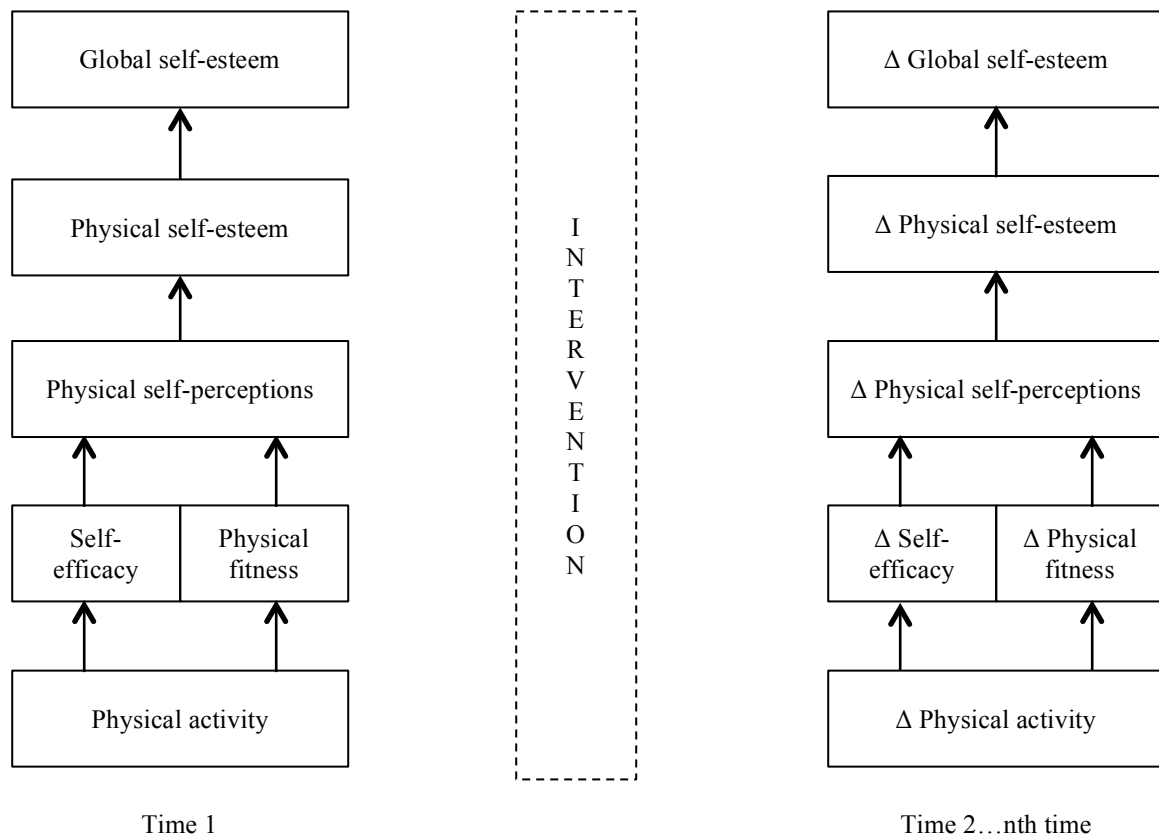 Global self-esteem
Physical self-esteem
Physical self-perceptions
Self-
efficacy
Physical
fitness
Physical activity
Time 1
I
N
T
E
R
V
E
N
T
I
O
N
Δ Global self-esteem
Δ Physical self-esteem
Δ Physical self-perceptions
Δ Self-
efficacy
Δ Physical
fitness
Δ Physical activity
Time 2…nth time